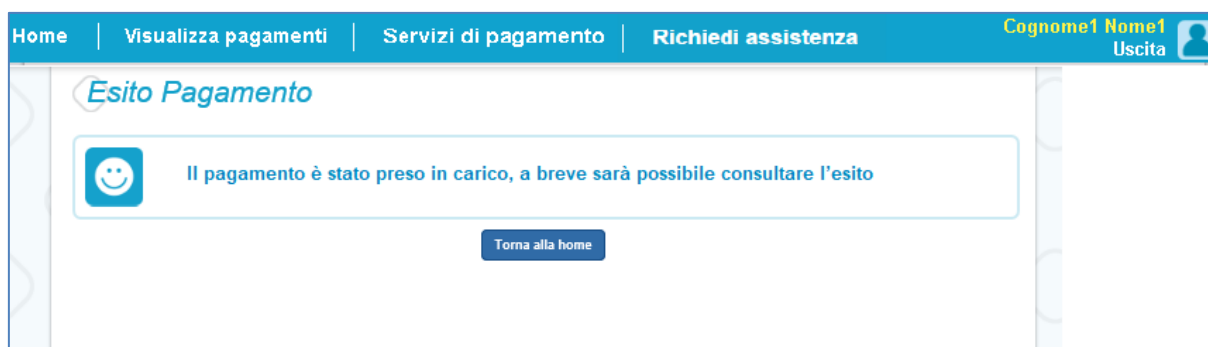 Home | Visualizza pagamenti | Servizi di pagamento | Richiedi assistenza
Cognome1 Nome1
Uscita
Esito Pagamento
Il pagamento è stato preso in carico, a breve sarà possibile consultare l'esito
Torna alla home